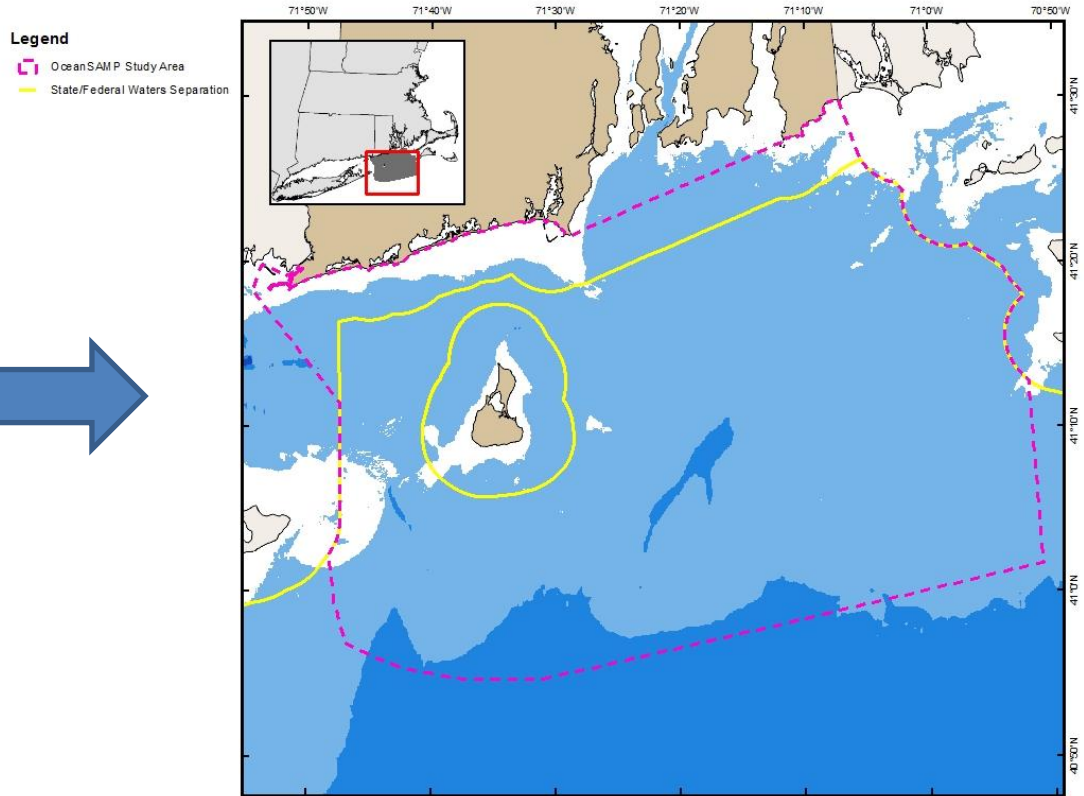 71°50'W 71°40'W 71°30'W 71°20'W 71°10'W 71°0'W 70°50'W
Legend
OceanSAMP Study Area
State/Federal Waters Separation
41°30'N
41°20'N
41°10'N
41°0'N
40°50'N